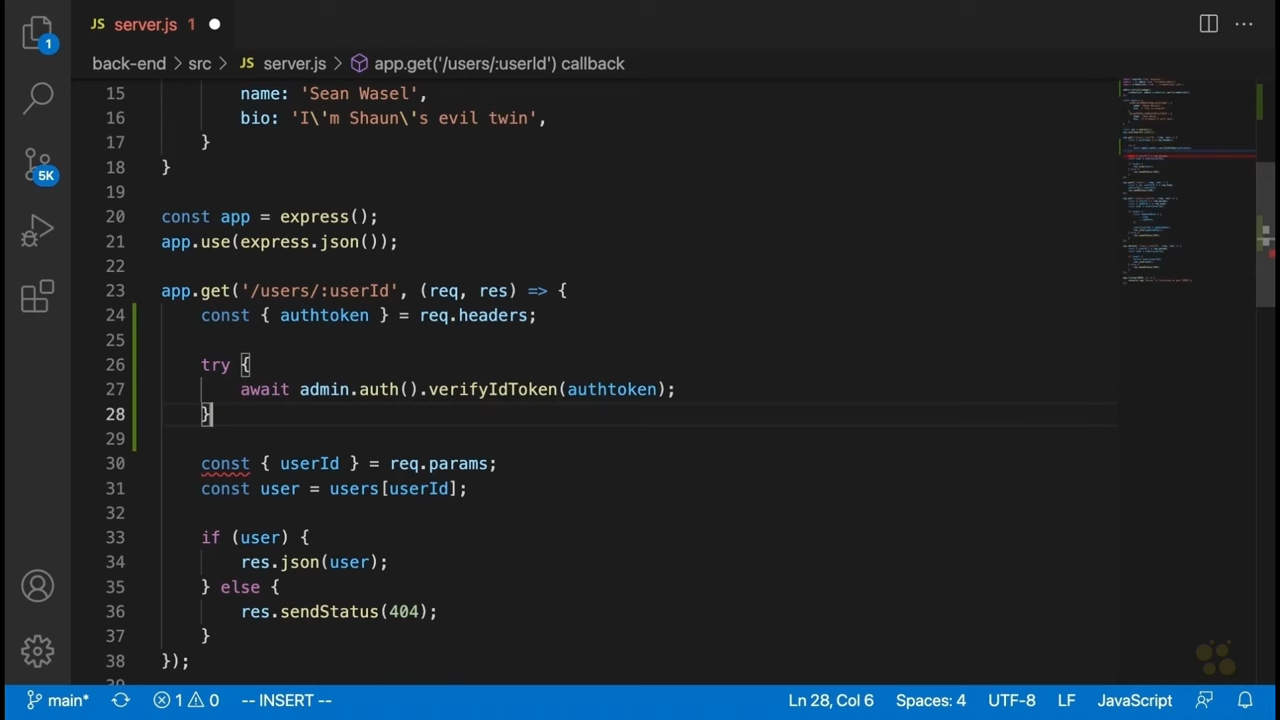 JS server.js 1
1
back-end > src > JS server.js > app.get('/users/:userId') callback
15 name: 'Sean Wasel',
16 bio: 'I\'m Shaun\'s evil twin',
17 }
18 }
19
20 const app = express();
21 app.use(express.json());
22
23 app.get('/users/:userId', (req, res) => {
24 const { authtoken } = req.headers;
25
26 try {
27 await admin.auth().verifyIdToken(authtoken);
28 }
29
30 const { userId } = req.params;
31 const user = users[userId];
32
33 if (user) {
34 res.json(user);
35 } else {
36 res.sendStatus(404);
37 }
38 });
5K
main* 1 0 -- INSERT -- Ln 28, Col 6 Spaces: 4 UTF-8 LF JavaScript